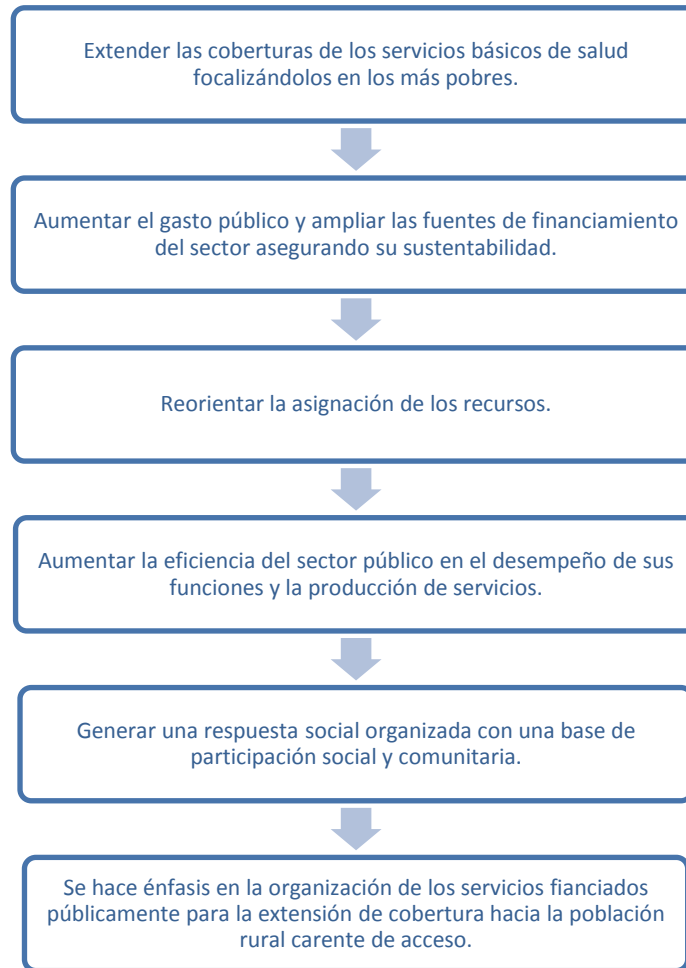 Extender las coberturas de los servicios básicos de salud
focalizándolos en los más pobres.
Aumentar el gasto público y ampliar las fuentes de financiamiento
del sector asegurando su sustentabilidad.
Reorientar la asignación de los recursos.
Aumentar la eficiencia del sector público en el desempeño de sus
funciones y la producción de servicios.
Generar una respuesta social organizada con una base de
participación social y comunitaria.
Se hace énfasis en la organización de los servicios fianciados
públicamente para la extensión de cobertura hacia la población
rural carente de acceso.